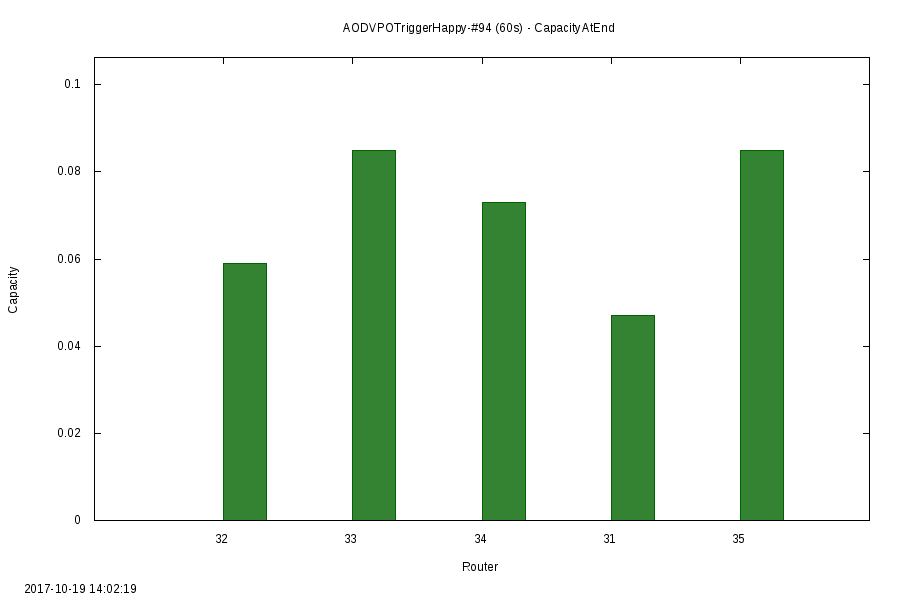 AODVPOTriggerHappy-#94 (60s) - CapacityAtEnd
0.1
0.08
0.06
0.04
0.02
0
Capacity
32 33 34 31 35
Router
2017-10-19 14:02:19